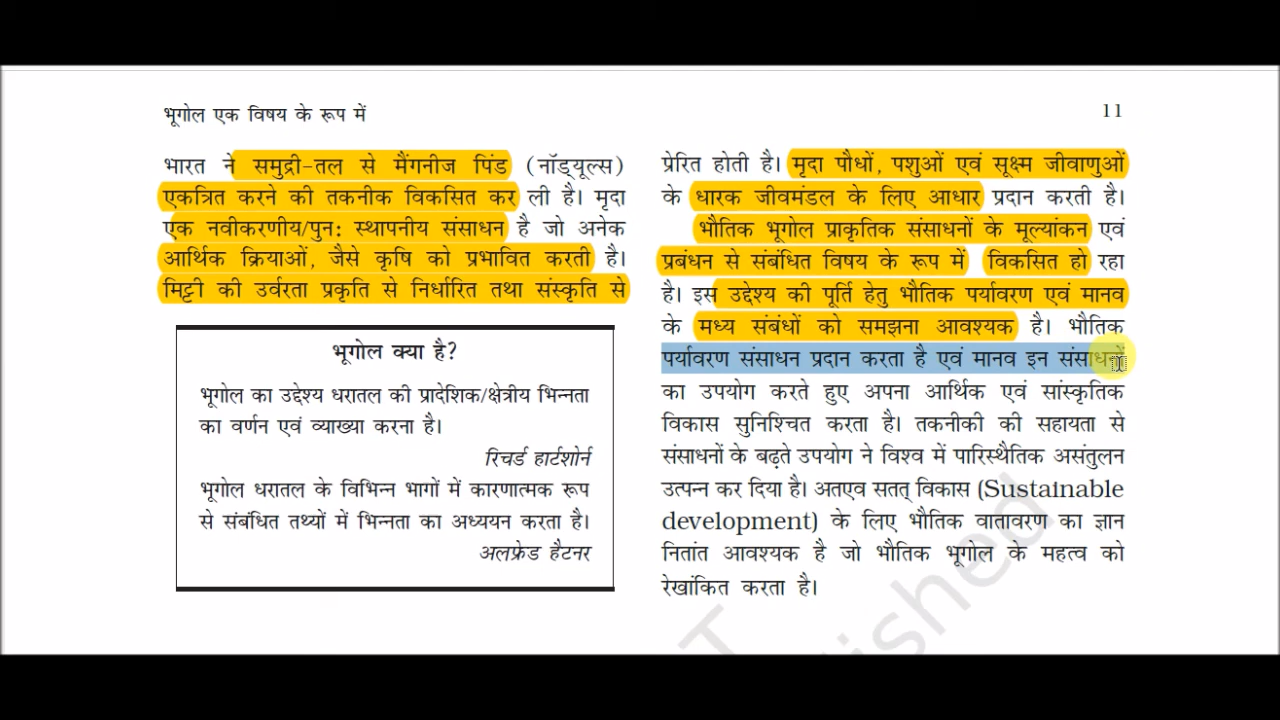 भूगोल एक विषय के रूप में
11
भारत ने समुद्री-तल से मैंगनीज पिंड (नॉड्यूल्स)
एकत्रित करने की तकनीक विकसित कर ली है। मृदा
एक नवीकरणीय/पुन: स्थापनीय संसाधन है जो अनेक
आर्थिक क्रियाओं, जैसे कृषि को प्रभावित करती है।
मिट्टी की उर्वरता प्रकृति से निर्धारित तथा संस्कृति से
भूगोल क्या है?
भूगोल का उद्देश्य धरातल की प्रादेशिक/क्षेत्रीय भिन्नता
का वर्णन एवं व्याख्या करना है।
रिचर्ड हार्टशोर्न
भूगोल धरातल के विभिन्न भागों में कारणात्मक रूप
से संबंधित तथ्यों में भिन्नता का अध्ययन करता है।
अलफ्रेड हैटनर
प्रेरित होती है। मृदा पौधों, पशुओं एवं सूक्ष्म जीवाणुओं
के धारक जीवमंडल के लिए आधार प्रदान करती है।
भौतिक भूगोल प्राकृतिक संसाधनों के मूल्यांकन एवं
प्रबंधन से संबंधित विषय के रूप में विकसित हो रहा
है। इस उद्देश्य की पूर्ति हेतु भौतिक पर्यावरण एवं मानव
के मध्य संबंधों को समझना आवश्यक है। भौतिक
पर्यावरण संसाधन प्रदान करता है एवं मानव इन संसाधनों
का उपयोग करते हुए अपना आर्थिक एवं सांस्कृतिक
विकास सुनिश्चित करता है। तकनीकी की सहायता से
संसाधनों के बढ़ते उपयोग ने विश्व में पारिस्थैतिक असंतुलन
उत्पन्न कर दिया है। अतएव सतत् विकास (Sustainable
development) के लिए भौतिक वातावरण का ज्ञान
नितांत आवश्यक है जो भौतिक भूगोल के महत्व को
रेखांकित करता है।